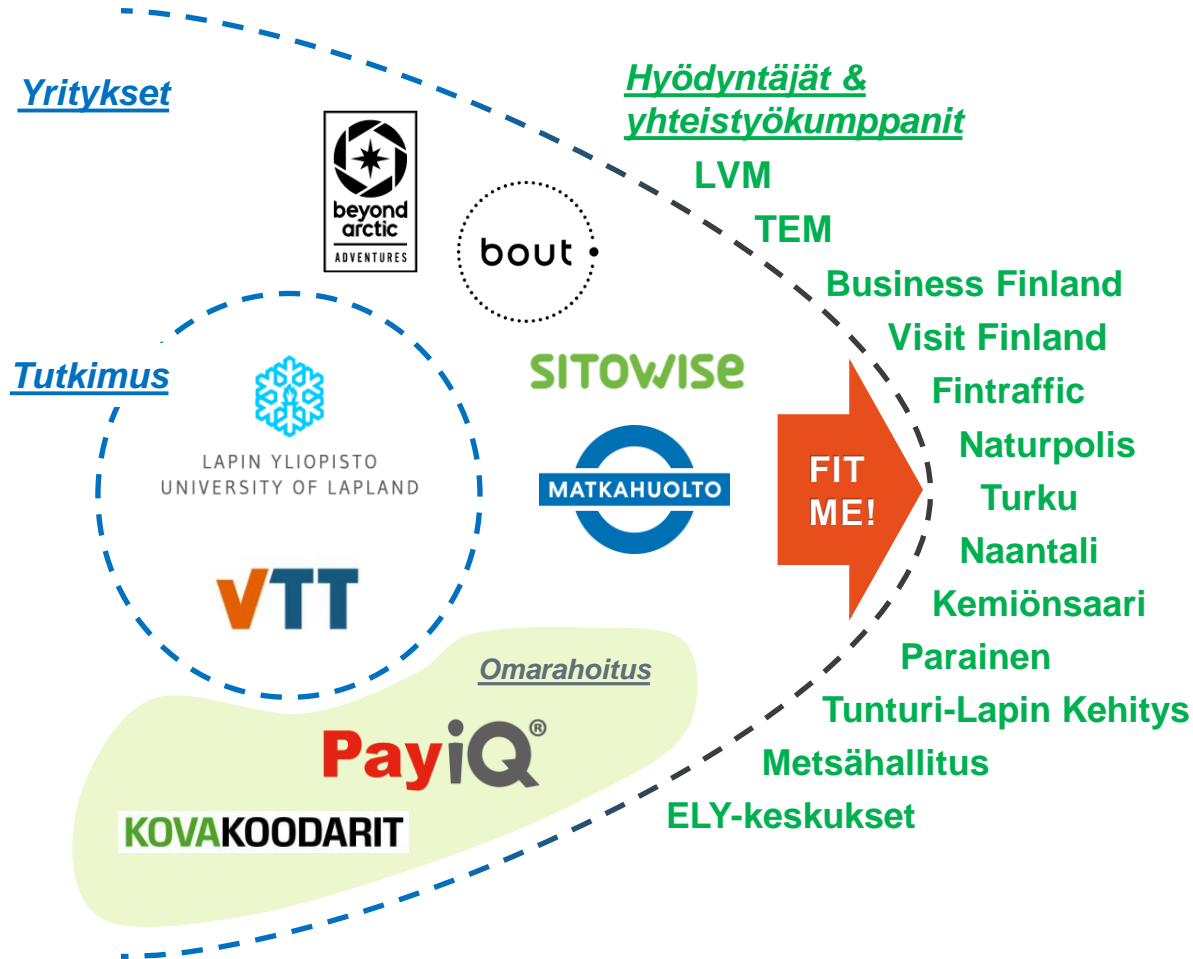 Yritykset
beyond
arctic
ADVENTURES
bout
Hyödyntäjät &
yhteistyökumppanit
LVM
TEM
Business Finland
Visit Finland
Fintraffic
Naturpolis
Turku
Naantali
Kemiönsaari
Parainen
Tunturi-Lapin Kehitys
Metsähallitus
ELY-keskukset
Tutkimus
LAPIN YLIOPISTO
UNIVERSITY OF LAPLAND
VTT
SITOWISE
MATKAHUOLTO
FIT
ME!
Omarahoitus
PayiQ®
KOVAKOODARIT